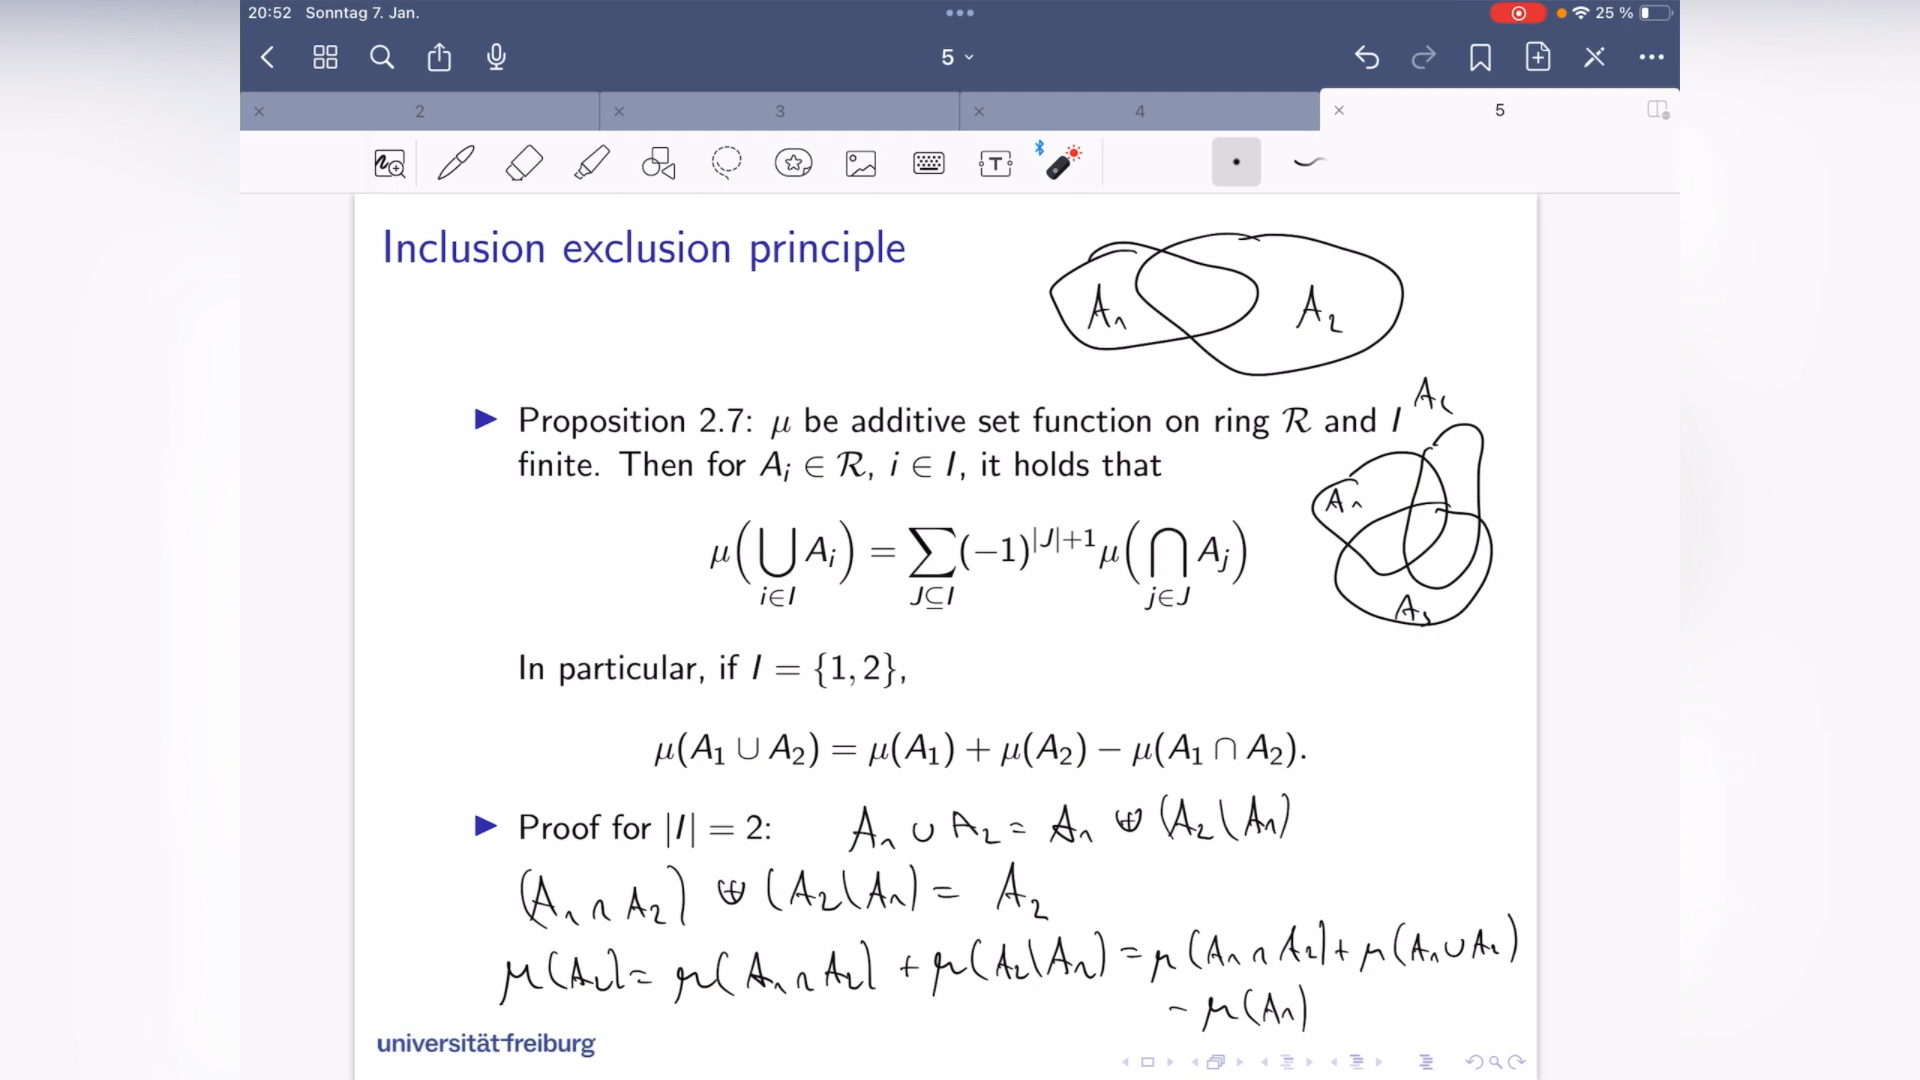 20:52 Sonntag 7. Jan. 25 %
5
2 3 4 5
T
Inclusion exclusion principle
A₁ A₂
Proposition 2.7: μ be additive set function on ring ℛ and I
finite. Then for Aᵢ ∈ ℛ, i ∈ I, it holds that
A₂
A₁
A₃
μ(⋃_{i∈I} Aᵢ) = ∑_{J⊆I} (−1)^{|J|+1} μ(⋂_{j∈J} Aⱼ)
In particular, if I = {1, 2},
μ(A₁ ∪ A₂) = μ(A₁) + μ(A₂) − μ(A₁ ∩ A₂).
Proof for |I| = 2: A₁ ∪ A₂ = A₁ ⊎ (A₂ \ A₁)
(A₁ ∩ A₂) ⊎ (A₂ \ A₁) = A₂
μ(A₂) = μ(A₁ ∩ A₂) + μ(A₂ \ A₁) = μ(A₁ ∩ A₂) + μ(A₁ ∪ A₂)
− μ(A₁)
universität freiburg